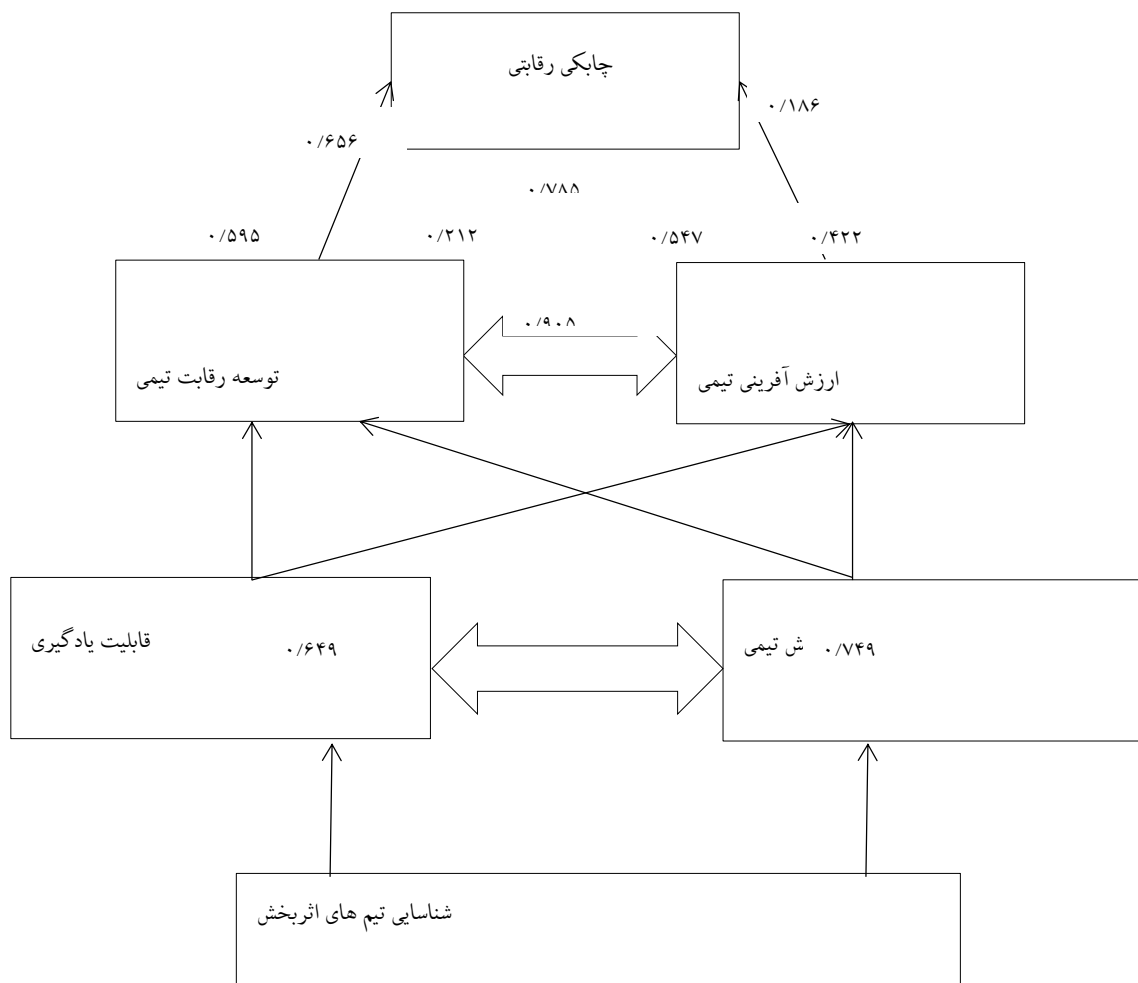 چابکی رقابتی
۰/۱۸۶
۰/۶۵۶
۰/۷۸۵
۰/۵۹۵
۰/۲۱۲
۰/۵۴۷
۰/۴۲۲
۰/۹۰۸
توسعه رقابت تیمی
ارزش آفرینی تیمی
قابلیت یادگیری
۰/۶۴۹
ش تیمی
۰/۷۴۹
شناسایی تیم های اثربخش